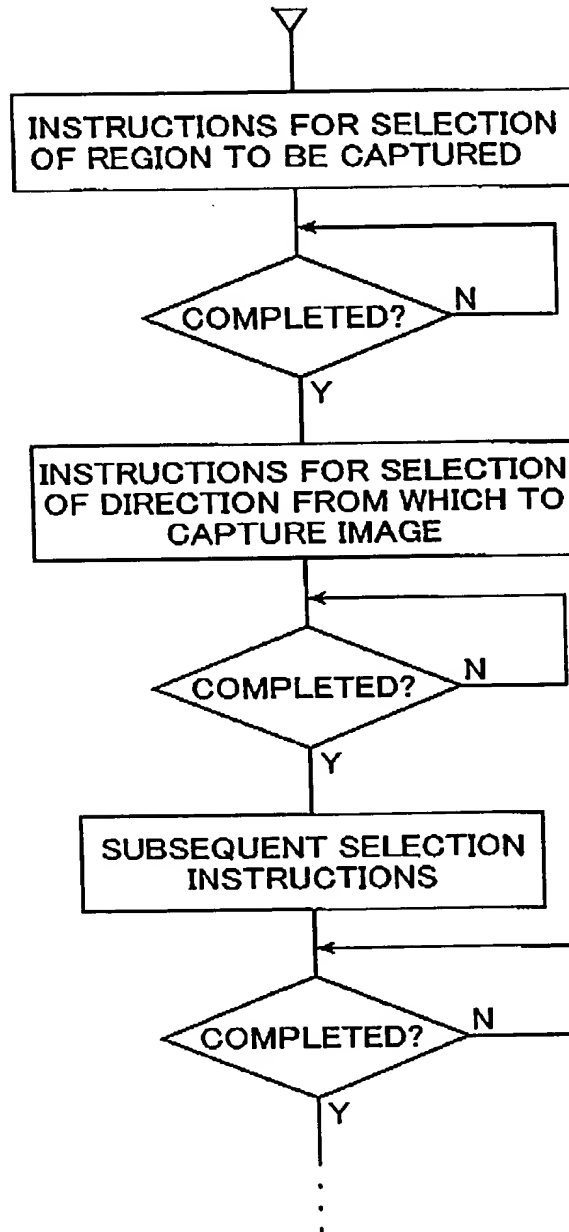 INSTRUCTIONS FOR SELECTION
OF REGION TO BE CAPTURED
COMPLETED?
N
Y
INSTRUCTIONS FOR SELECTION
OF DIRECTION FROM WHICH TO
CAPTURE IMAGE
COMPLETED?
N
Y
SUBSEQUENT SELECTION
INSTRUCTIONS
COMPLETED?
N
Y